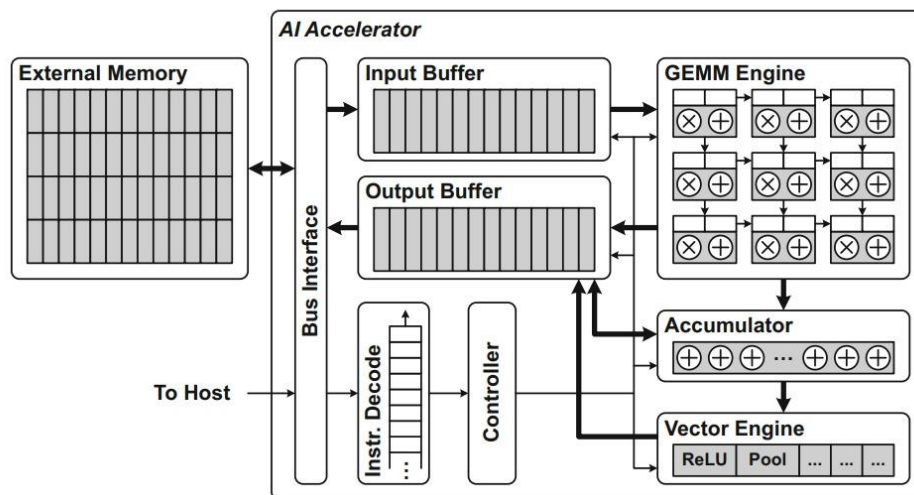 AI Accelerator
External Memory
Input Buffer
GEMM Engine
Output Buffer
Bus Interface
Instr. Decode
...
Controller
To Host
Accumulator
...
Vector Engine
ReLU Pool ... ... ...